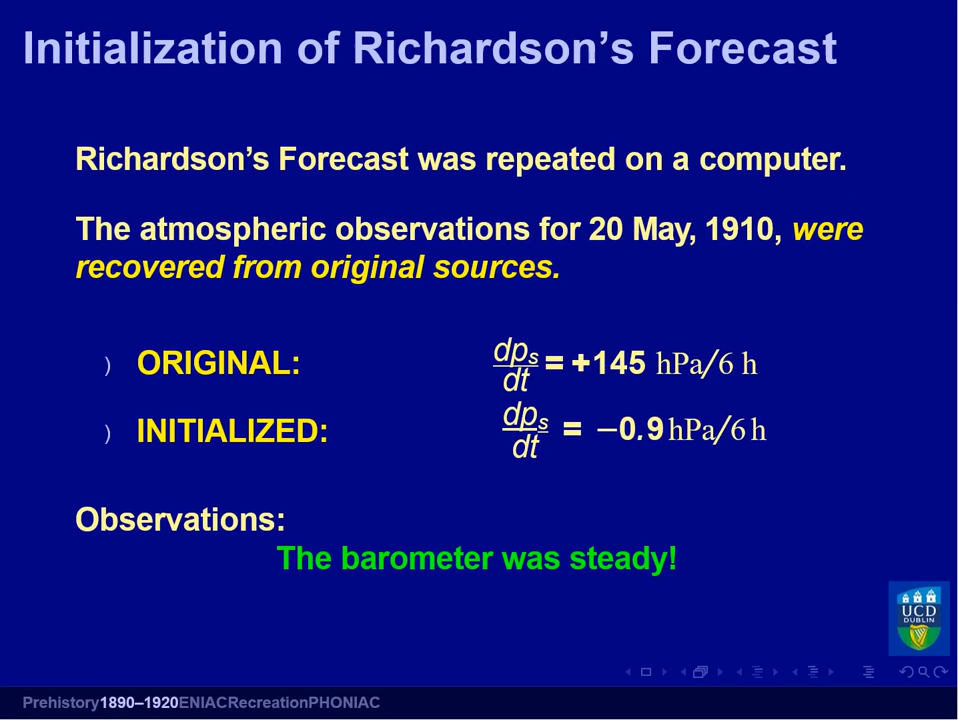 Initialization of Richardson’s Forecast
Richardson’s Forecast was repeated on a computer.
The atmospheric observations for 20 May, 1910, were
recovered from original sources.
) ORIGINAL: dps/dt = +145 hPa/6 h
) INITIALIZED: dps/dt = −0.9 hPa/6 h
Observations:
The barometer was steady!
UCD
DUBLIN
Prehistory1890–1920ENIACRecreationPHONIAC